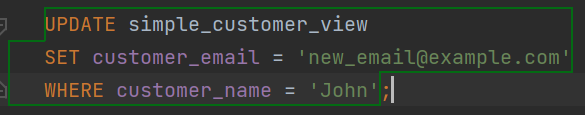 UPDATE simple_customer_view
SET customer_email = 'new_email@example.com'
WHERE customer_name = 'John';